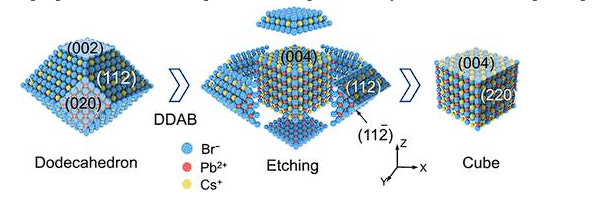 (002)
(112)
(020)
Dodecahedron
DDAB
Br⁻
Pb²⁺
Cs⁺
(004)
(112)
(112̄)
Etching
Z
X
Y
(004)
(220)
Cube